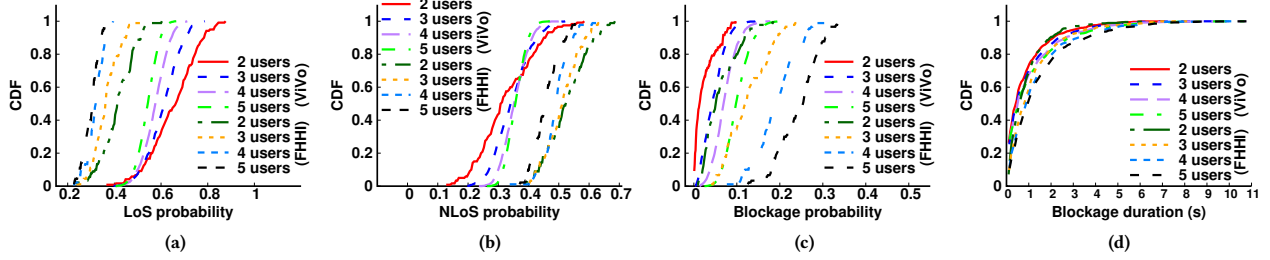 CDF
1
0.8
0.6
0.4
0.2
0
0.2 0.4 0.6 0.8 1
LoS probability
2 users
3 users
4 users
5 users
(ViVo)
2 users
3 users
4 users
5 users
(FHHI)
(a)
CDF
1
0.8
0.6
0.4
0.2
0
0 0.1 0.2 0.3 0.4 0.5 0.6 0.7
NLoS probability
2 users
3 users
4 users
5 users
(ViVo)
2 users
3 users
4 users
5 users
(FHHI)
(b)
CDF
1
0.8
0.6
0.4
0.2
0
0 0.1 0.2 0.3 0.4 0.5
Blockage probability
2 users
3 users
4 users
5 users
(ViVo)
2 users
3 users
4 users
5 users
(FHHI)
(c)
CDF
1
0.8
0.6
0.4
0.2
0
0 1 2 3 4 5 6 7 8 9 10 11
Blockage duration (s)
2 users
3 users
4 users
5 users
(ViVo)
2 users
3 users
4 users
5 users
(FHHI)
(d)